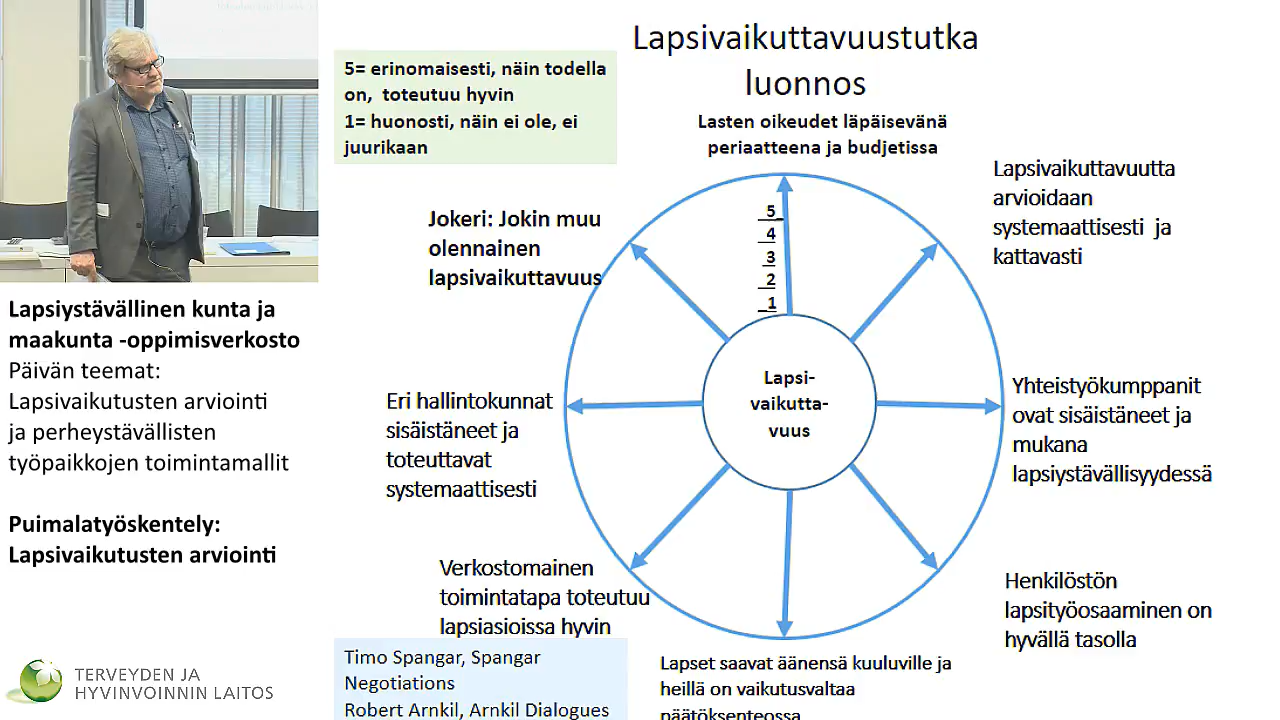 Lapsivaikuttavuustutka
luonnos
5= erinomaisesti, näin todella
on, toteutuu hyvin
1= huonosti, näin ei ole, ei
juurikaan
Lasten oikeudet läpäisevänä
periaatteena ja budjetissa
Lapsivaikuttavuutta
arvioidaan
systemaattisesti ja
kattavasti
Jokeri: Jokin muu
olennainen
lapsivaikuttavuus
5
4
3
2
1
Lapsi-
vaikutta-
vuus
Eri hallintokunnat
sisäistäneet ja
toteuttavat
systemaattisesti
Yhteistyökumppanit
ovat sisäistäneet ja
mukana
lapsiystävällisyydessä
Verkostomainen
toimintatapa toteutuu
lapsiasioissa hyvin
Henkilöstön
lapsityöosaaminen on
hyvällä tasolla
Lapset saavat äänensä kuuluville ja
heillä on vaikutusvaltaa
päätöksenteossa
Timo Spangar, Spangar
Negotiations
Robert Arnkil, Arnkil Dialogues
Lapsiystävällinen kunta ja
maakunta -oppimisverkosto
Päivän teemat:
Lapsivaikutusten arviointi
ja perheystävällisten
työpaikkojen toimintamallit
Puimalatyöskentely:
Lapsivaikutusten arviointi
TERVEYDEN JA
HYVINVOINNIN LAITOS